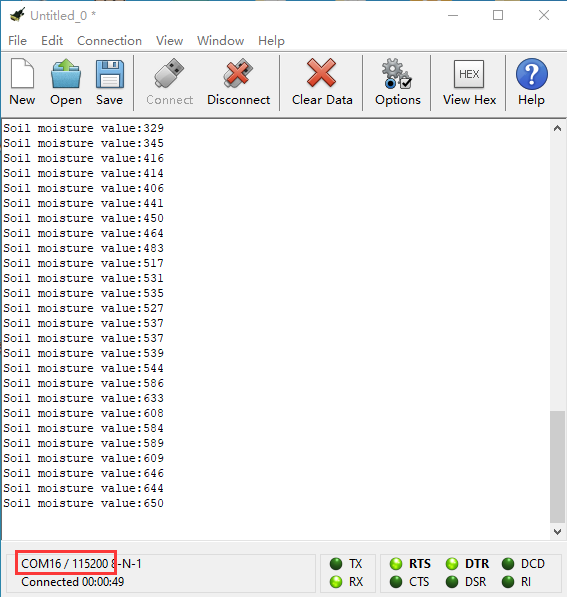 Untitled_0 *
File Edit Connection View Window Help
New Open Save Connect Disconnect Clear Data Options HEX View Hex ? Help
Soil moisture value:329
Soil moisture value:345
Soil moisture value:416
Soil moisture value:414
Soil moisture value:406
Soil moisture value:441
Soil moisture value:450
Soil moisture value:464
Soil moisture value:483
Soil moisture value:517
Soil moisture value:531
Soil moisture value:535
Soil moisture value:527
Soil moisture value:537
Soil moisture value:537
Soil moisture value:539
Soil moisture value:544
Soil moisture value:586
Soil moisture value:633
Soil moisture value:608
Soil moisture value:584
Soil moisture value:589
Soil moisture value:609
Soil moisture value:646
Soil moisture value:644
Soil moisture value:650
COM16 / 115200 8-N-1 TX RTS DTR DCD
Connected 00:00:49 RX CTS DSR RI